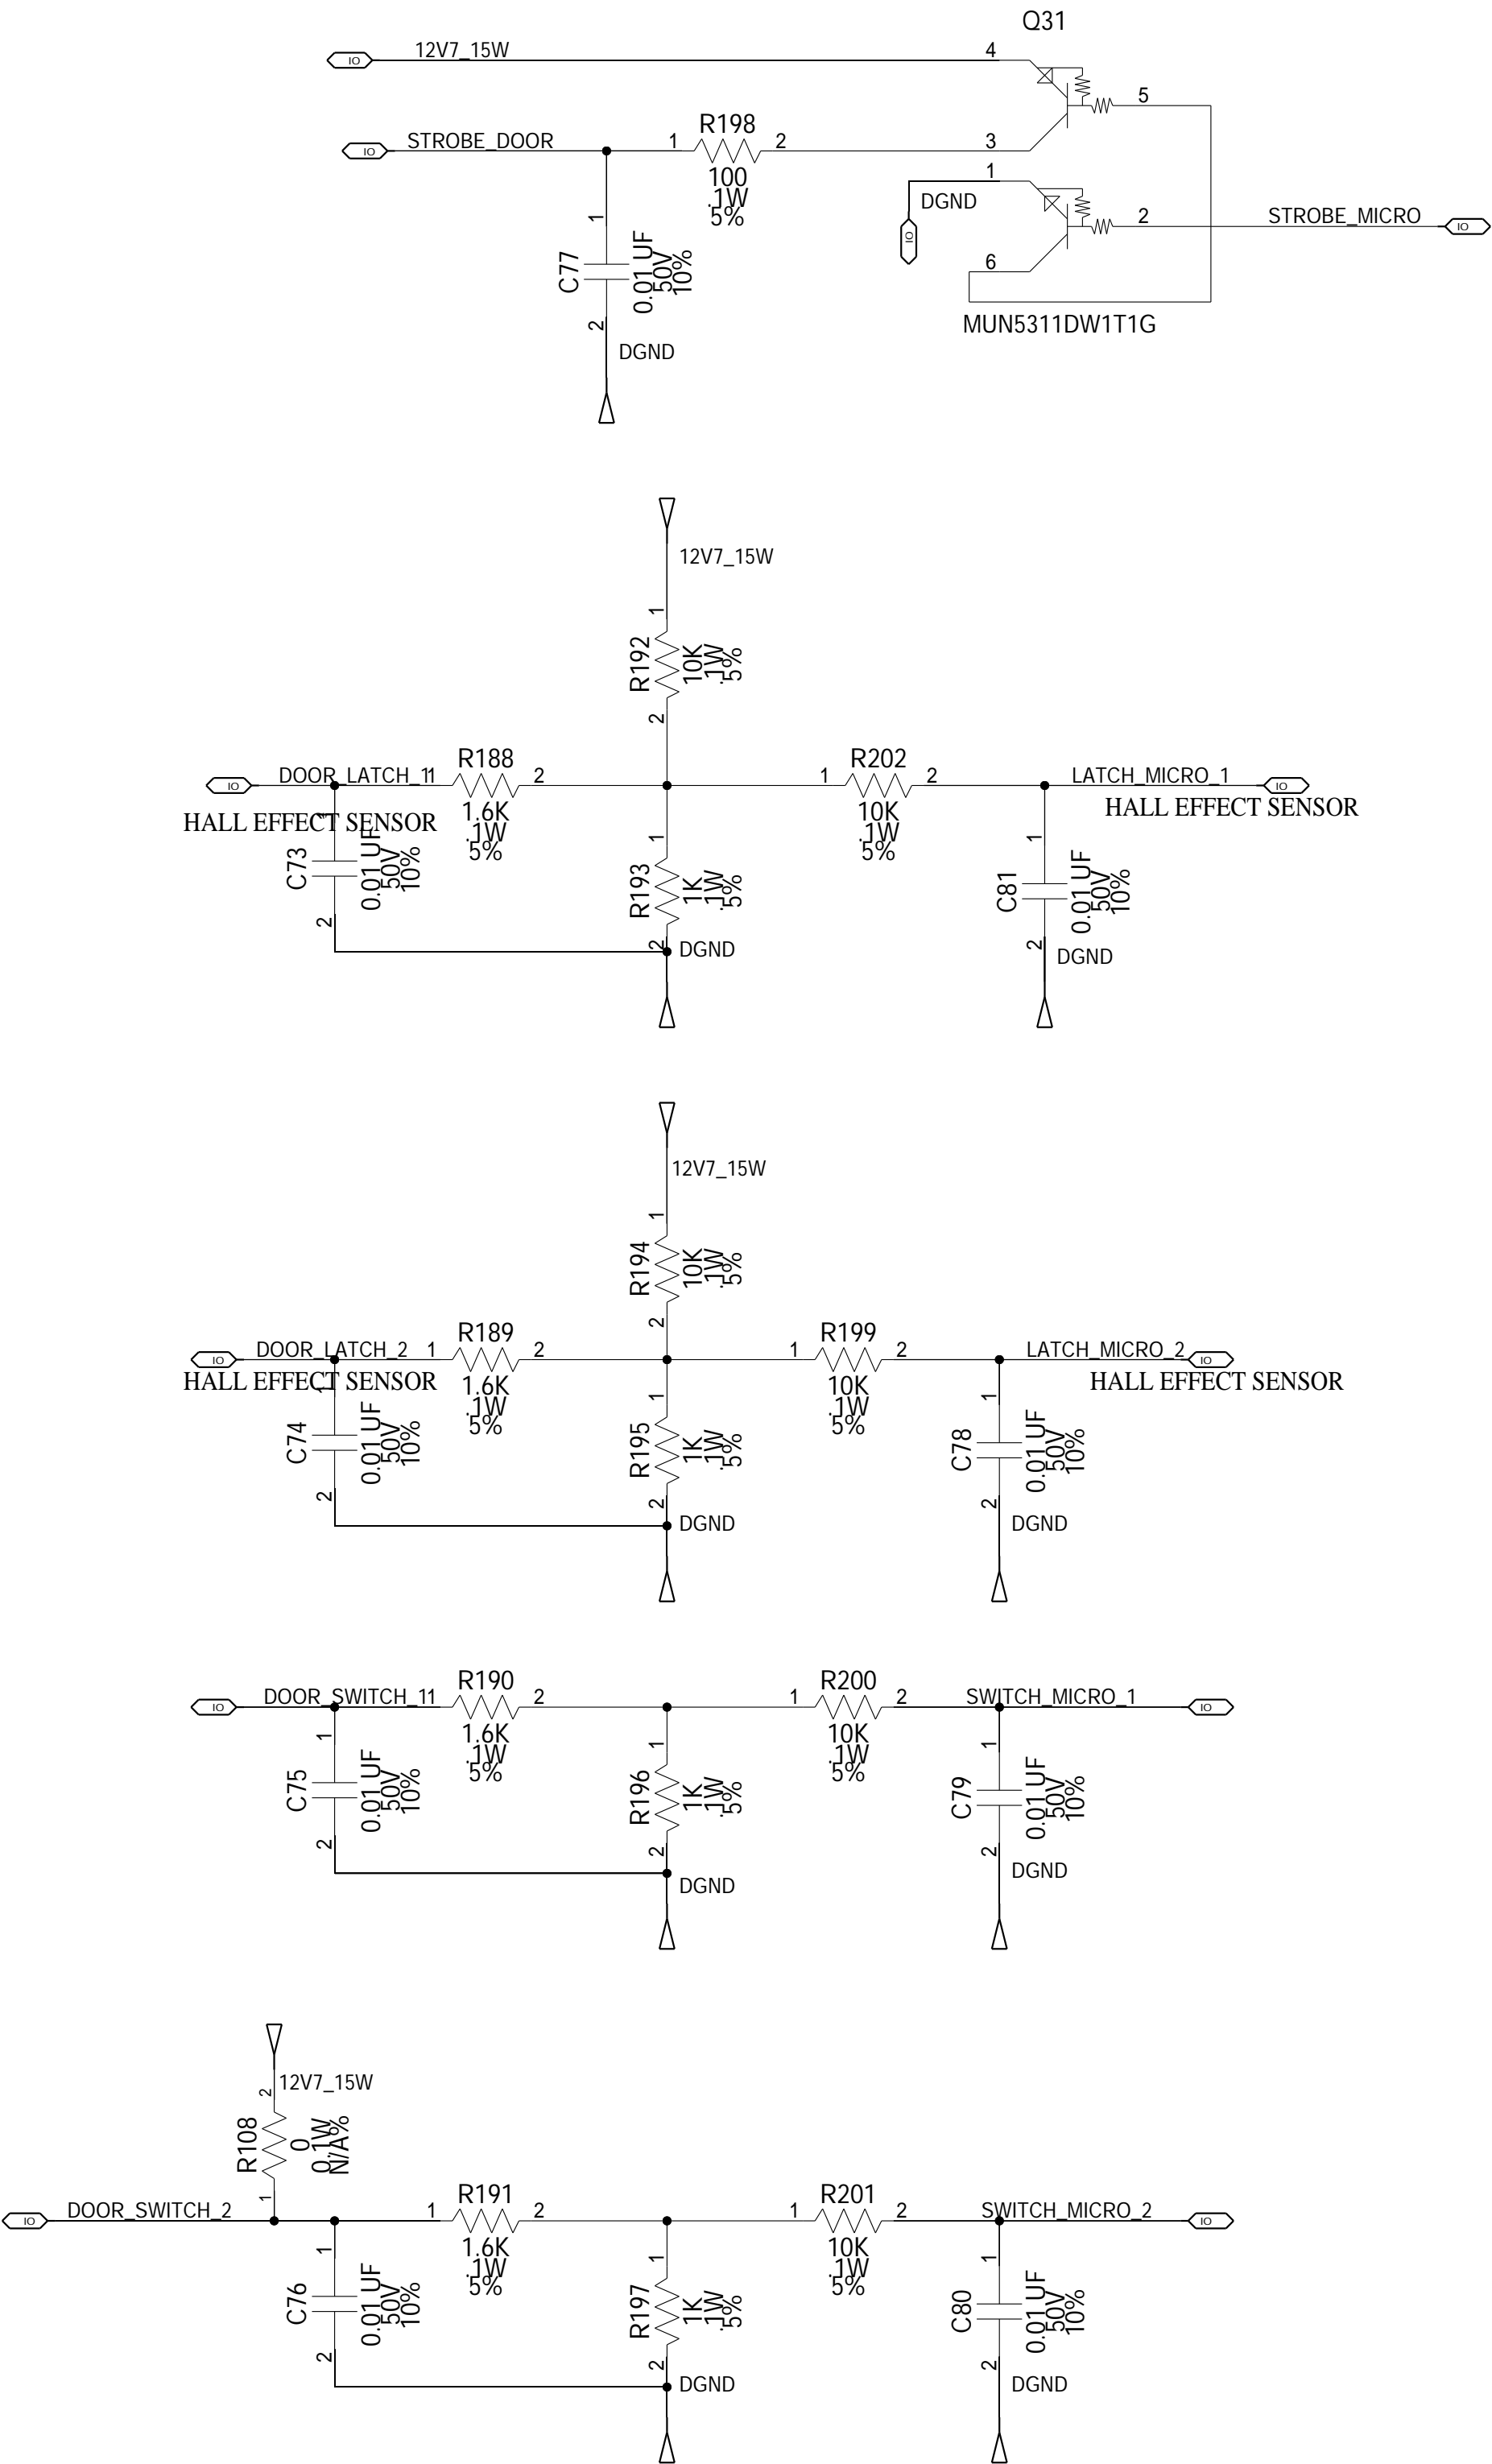 Q31
IO
12V7_15W
4
5
IO
STROBE_DOOR
1
R198
2
3
100
.1W
5%
1
DGND
IO
2
STROBE_MICRO
IO
6
MUN5311DW1T1G
1
C77
0.01 UF
50V
10%
2
DGND
12V7_15W
1
R192
10K
.1W
5%
2
IO
DOOR_LATCH_1
1
R188
2
1.6K
.1W
5%
HALL EFFECT SENSOR
1
R202
2
10K
.1W
5%
LATCH_MICRO_1
IO
HALL EFFECT SENSOR
1
C73
0.01 UF
50V
10%
2
1
R193
1K
.1W
5%
2
DGND
1
C81
0.01 UF
50V
10%
2
DGND
12V7_15W
1
R194
10K
.1W
5%
2
IO
DOOR_LATCH_2
1
R189
2
1.6K
.1W
5%
HALL EFFECT SENSOR
1
R199
2
10K
.1W
5%
LATCH_MICRO_2
IO
HALL EFFECT SENSOR
1
C74
0.01 UF
50V
10%
2
1
R195
1K
.1W
5%
2
DGND
1
C78
0.01 UF
50V
10%
2
DGND
IO
DOOR_SWITCH_1
1
R190
2
1.6K
.1W
5%
1
R200
2
10K
.1W
5%
SWITCH_MICRO_1
IO
1
C75
0.01 UF
50V
10%
2
1
R196
1K
.1W
5%
2
DGND
1
C79
0.01 UF
50V
10%
2
DGND
12V7_15W
2
R108
0
0.1W
N/A%
1
IO
DOOR_SWITCH_2
1
R191
2
1.6K
.1W
5%
1
R201
2
10K
.1W
5%
SWITCH_MICRO_2
IO
1
C76
0.01 UF
50V
10%
2
1
R197
1K
.1W
5%
2
DGND
1
C80
0.01 UF
50V
10%
2
DGND